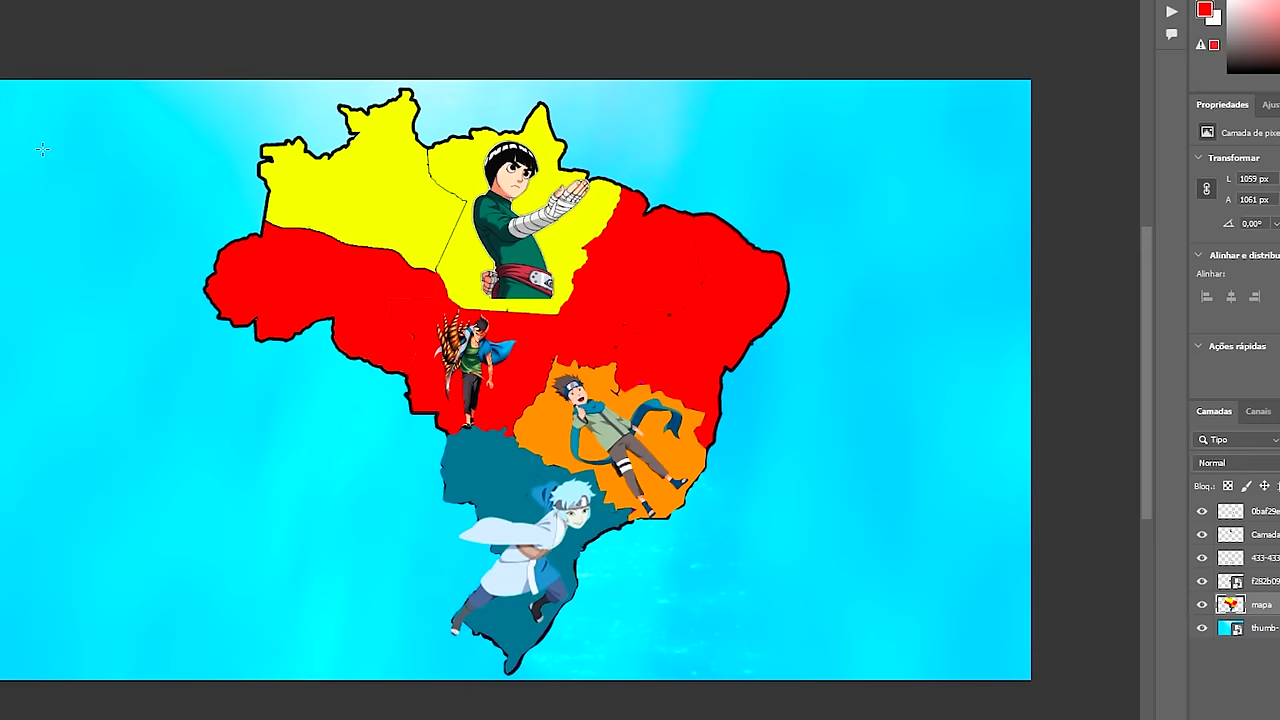 Propriedades Ajus
Camada de pixe
Transformar
L 1059 px
A 1061 px
0,00°
Alinhar e distribu
Alinhar:
Ações rápidas
Camadas Canais
Tipo
Normal
Bloq.:
0baf29e
Camada
433-433
f282b09
mapa
thumb-